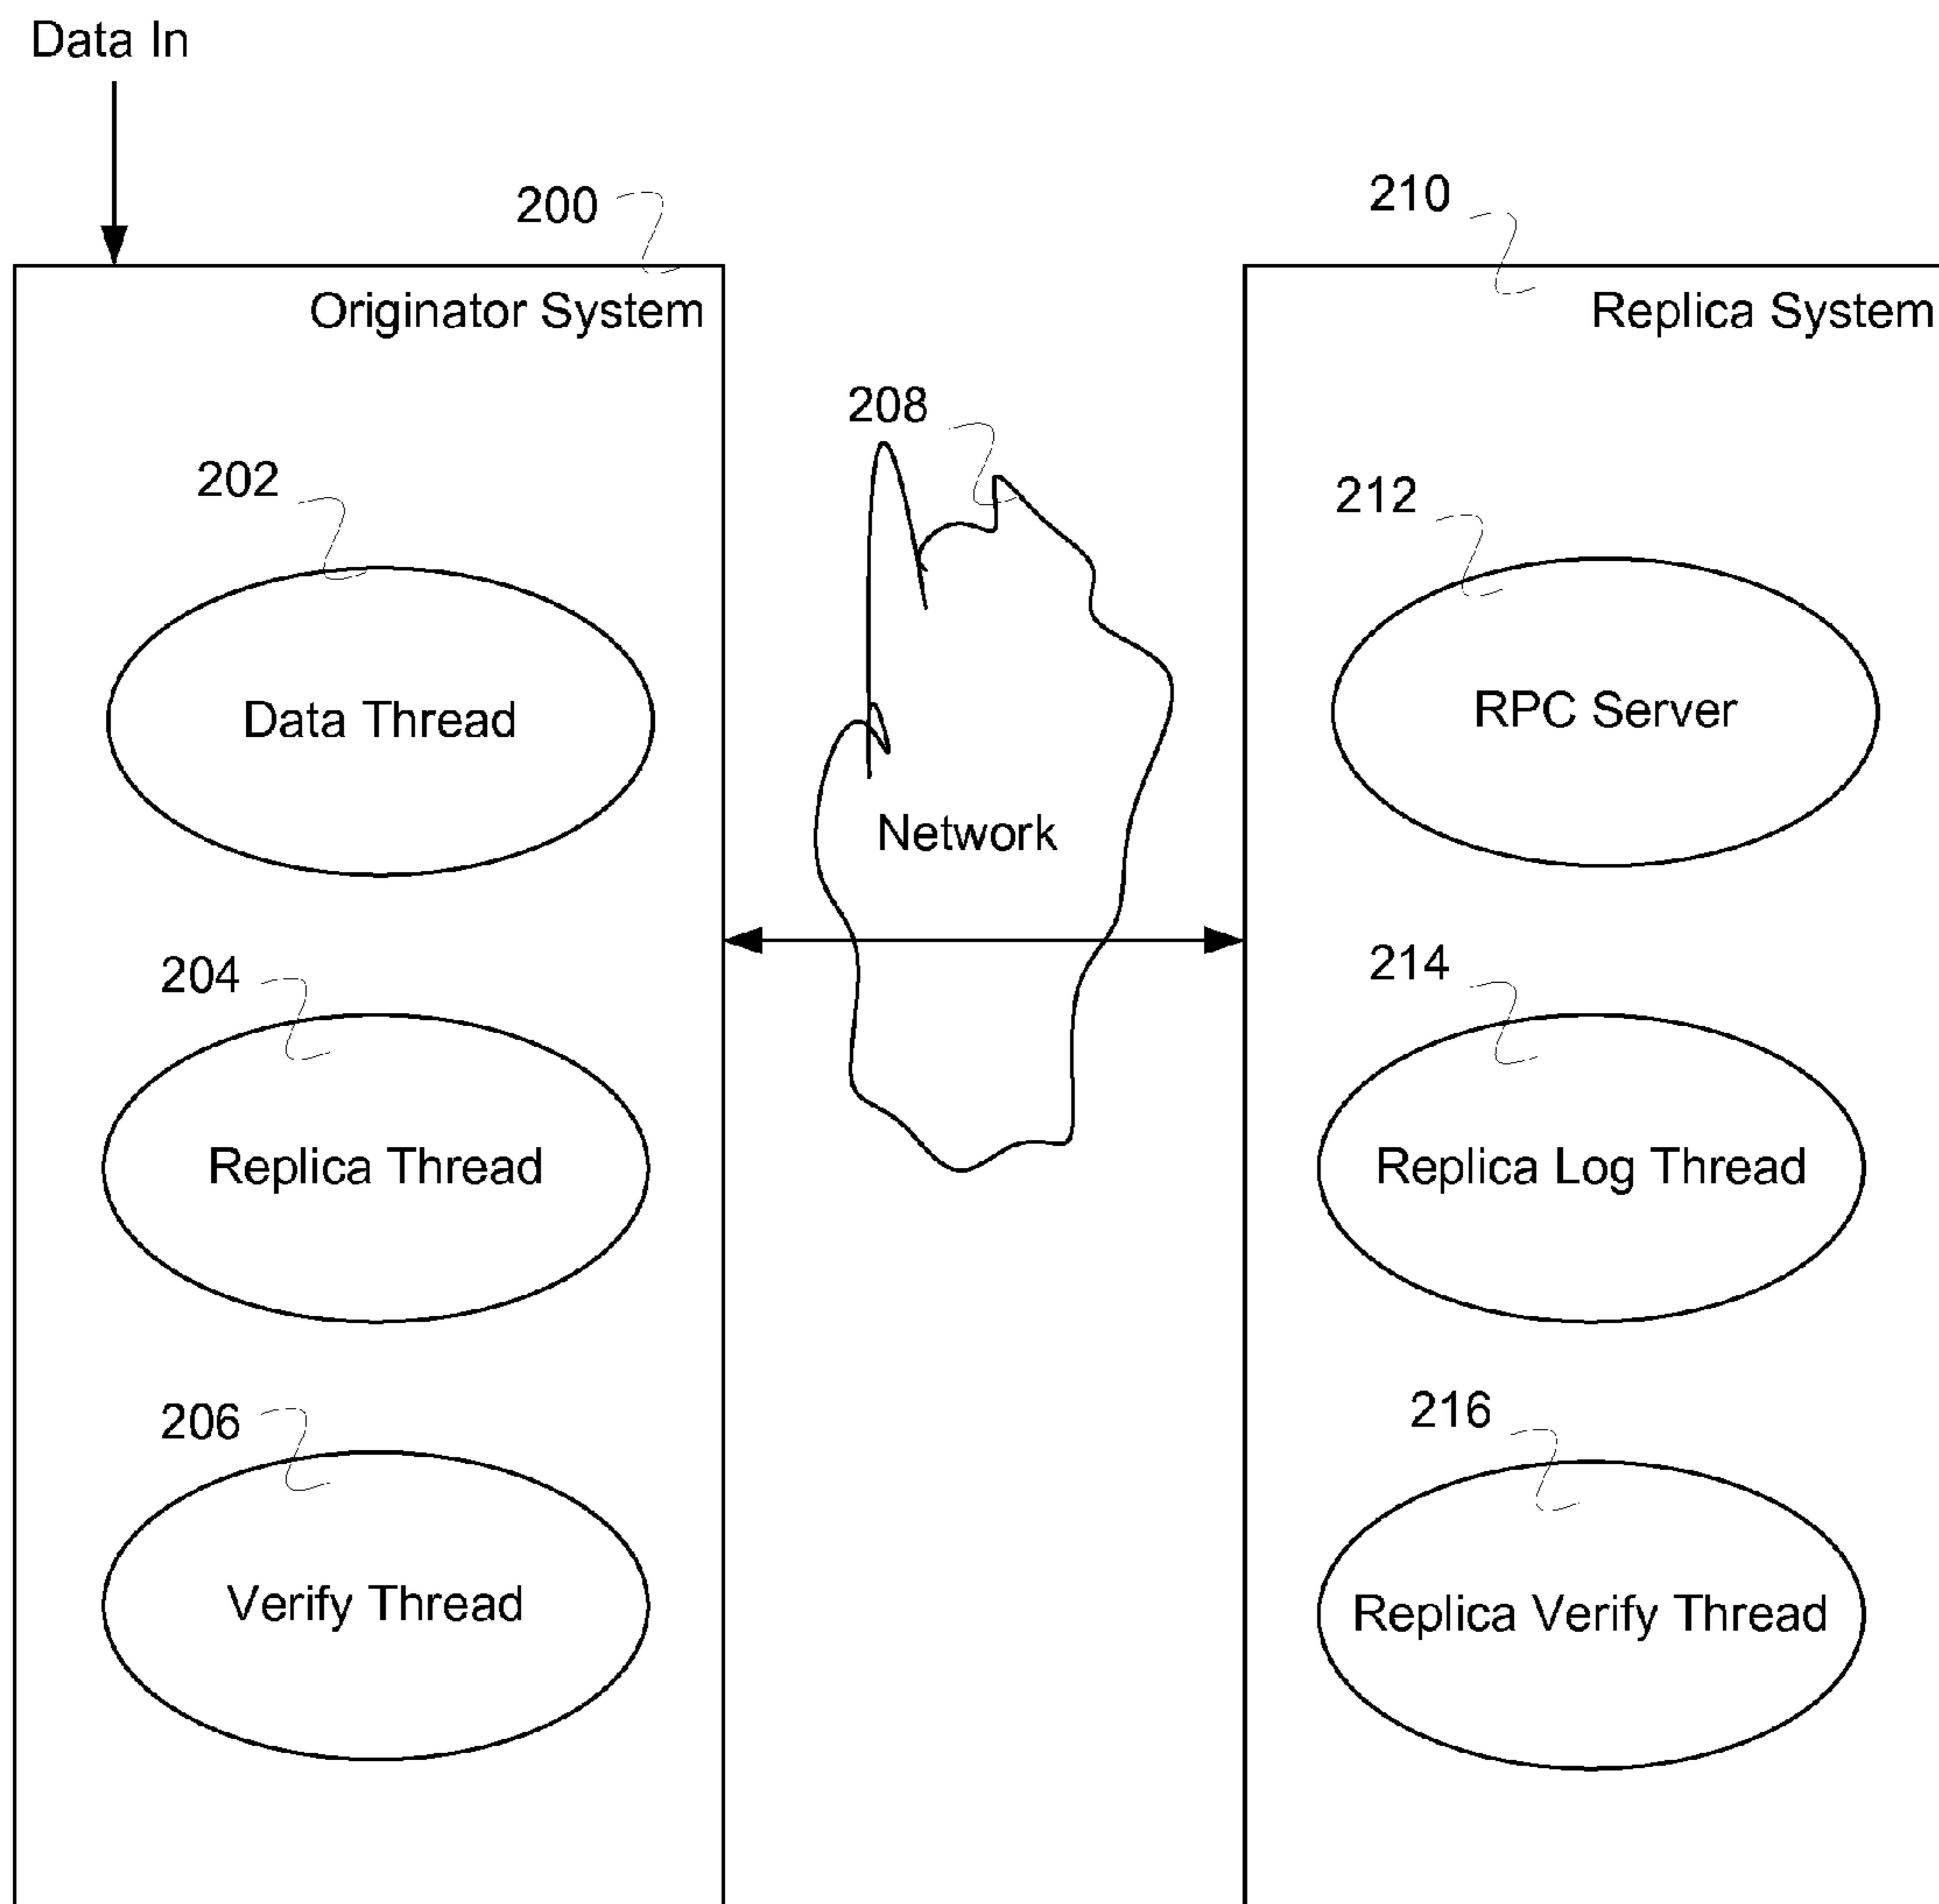 Data In
200
210
Originator System
Replica System
208
202
212
Data Thread
RPC Server
Network
204
214
Replica Thread
Replica Log Thread
206
216
Verify Thread
Replica Verify Thread